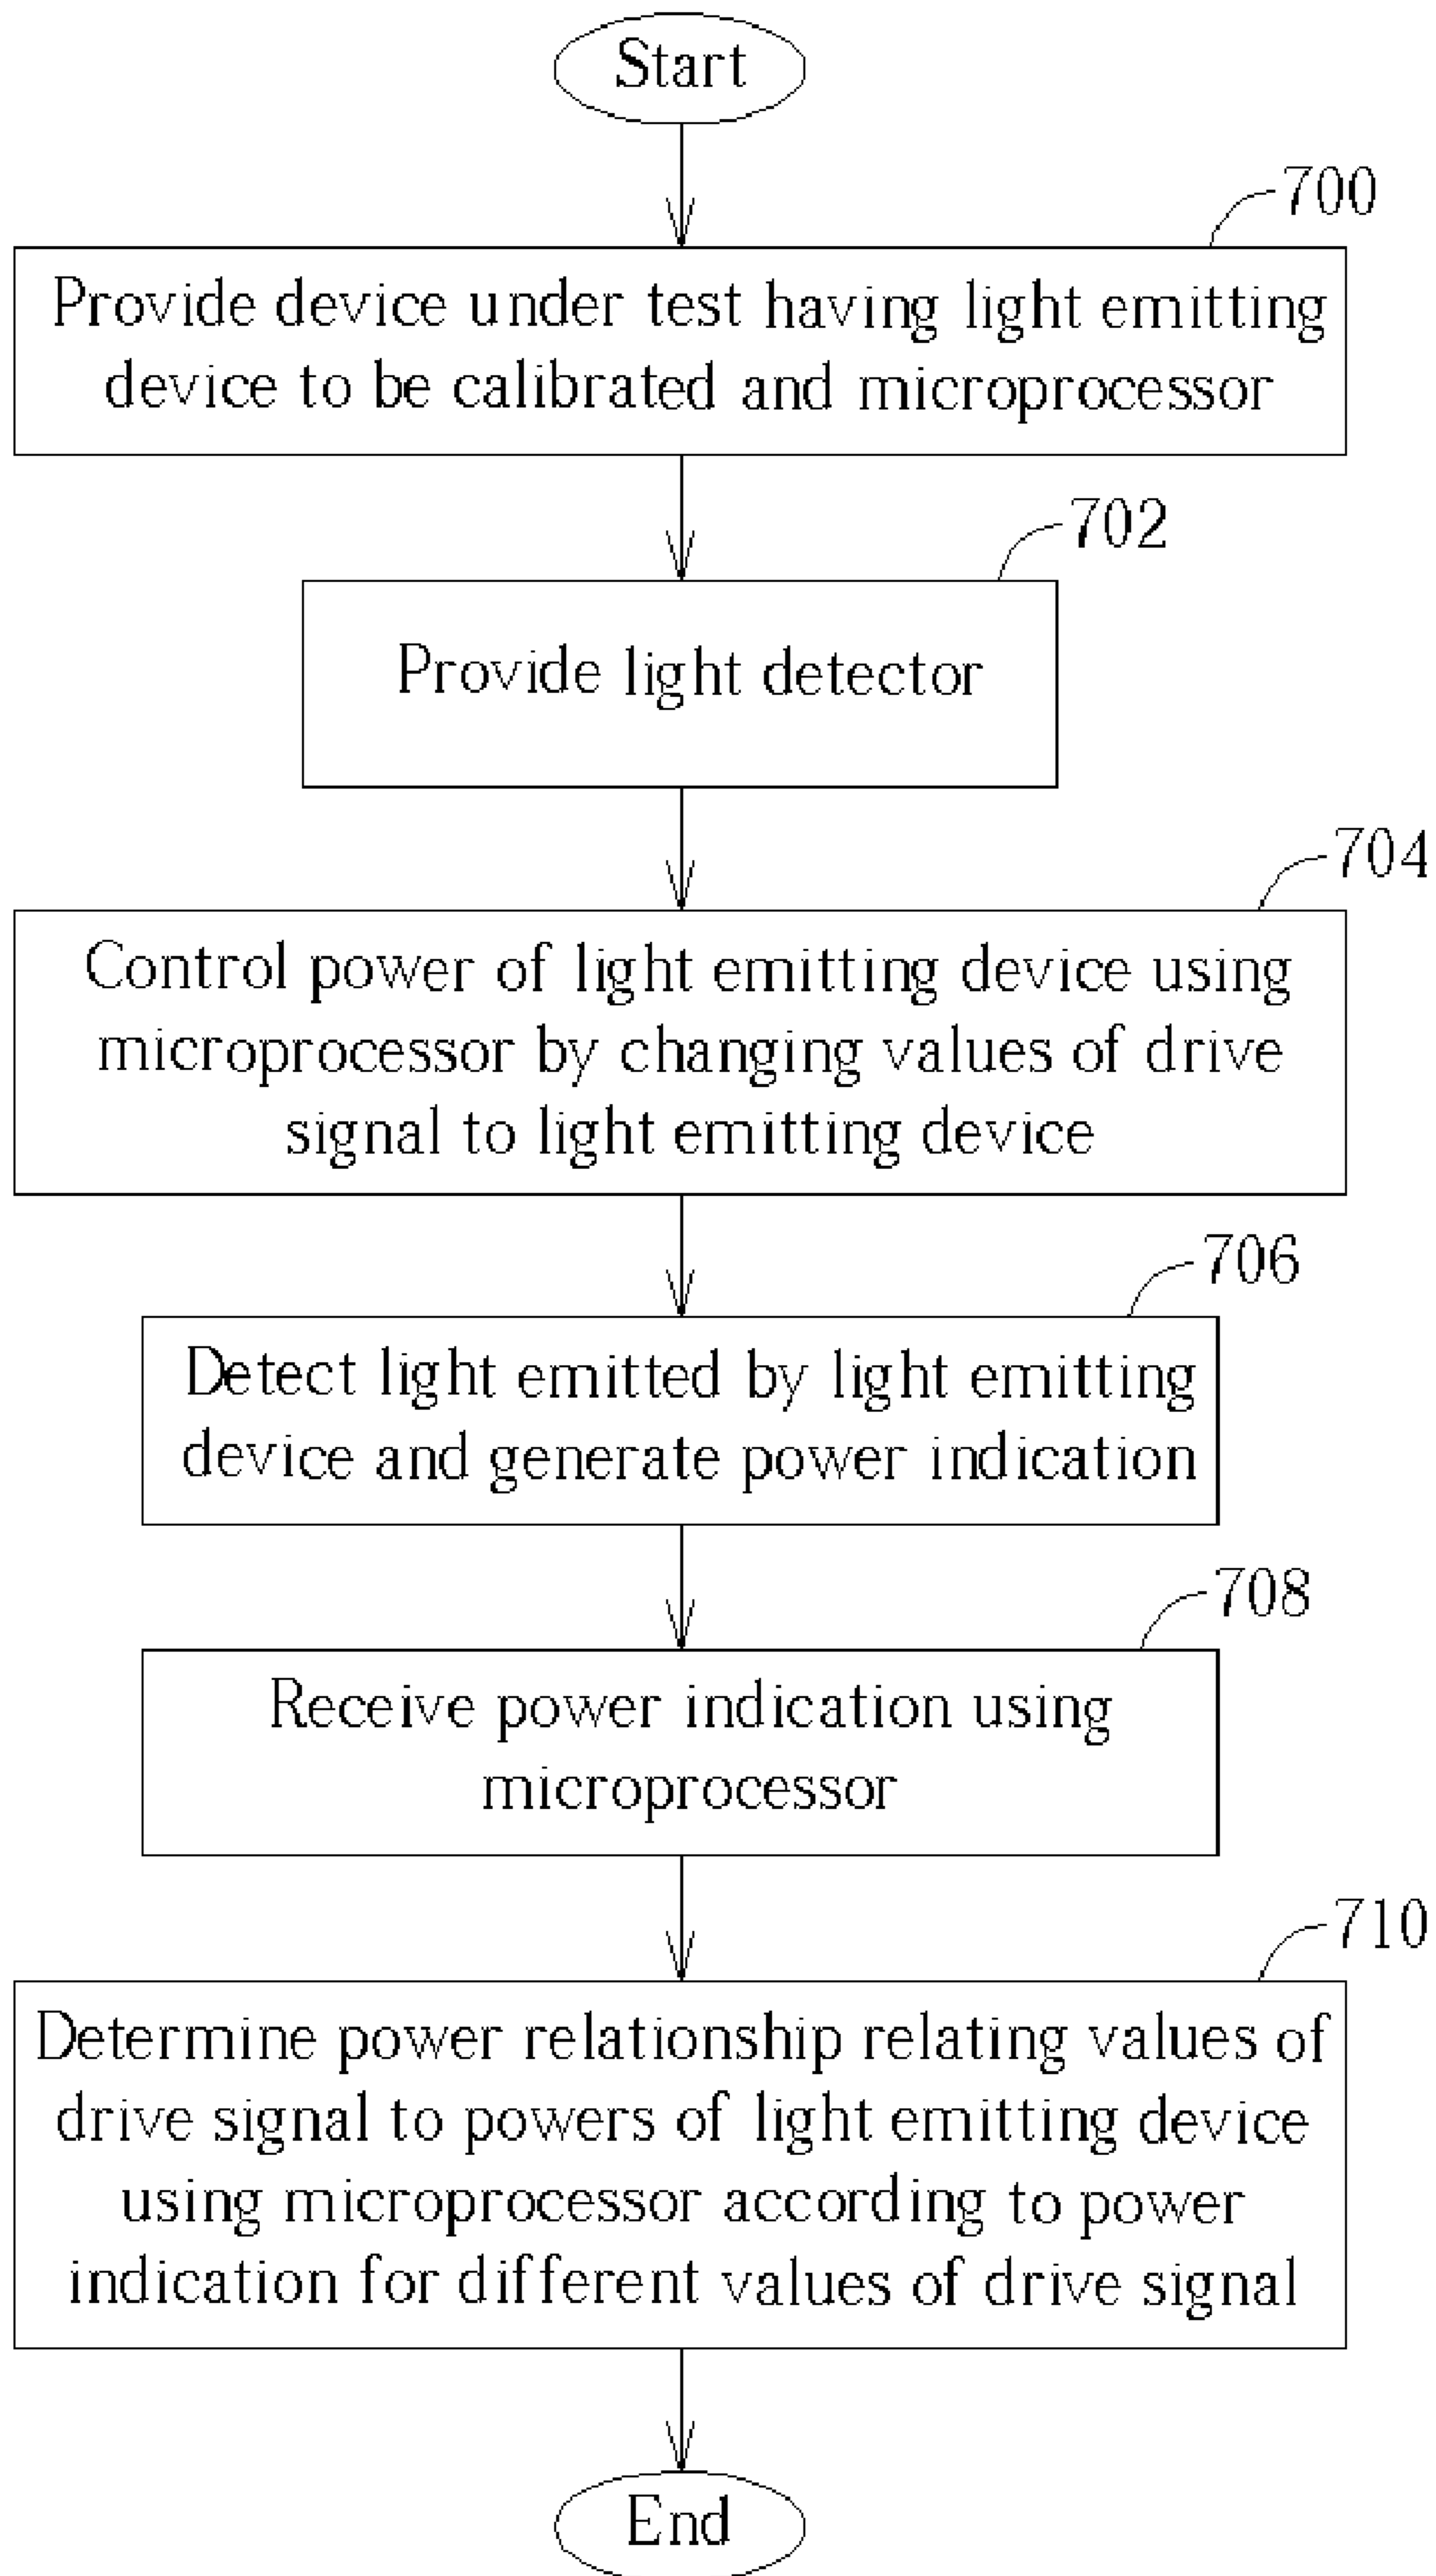 Start
700
Provide device under test having light emitting
device to be calibrated and microprocessor
702
Provide light detector
704
Control power of light emitting device using
microprocessor by changing values of drive
signal to light emitting device
706
Detect light emitted by light emitting
device and generate power indication
708
Receive power indication using
microprocessor
710
Determine power relationship relating values of
drive signal to powers of light emitting device
using microprocessor according to power
indication for different values of drive signal
End